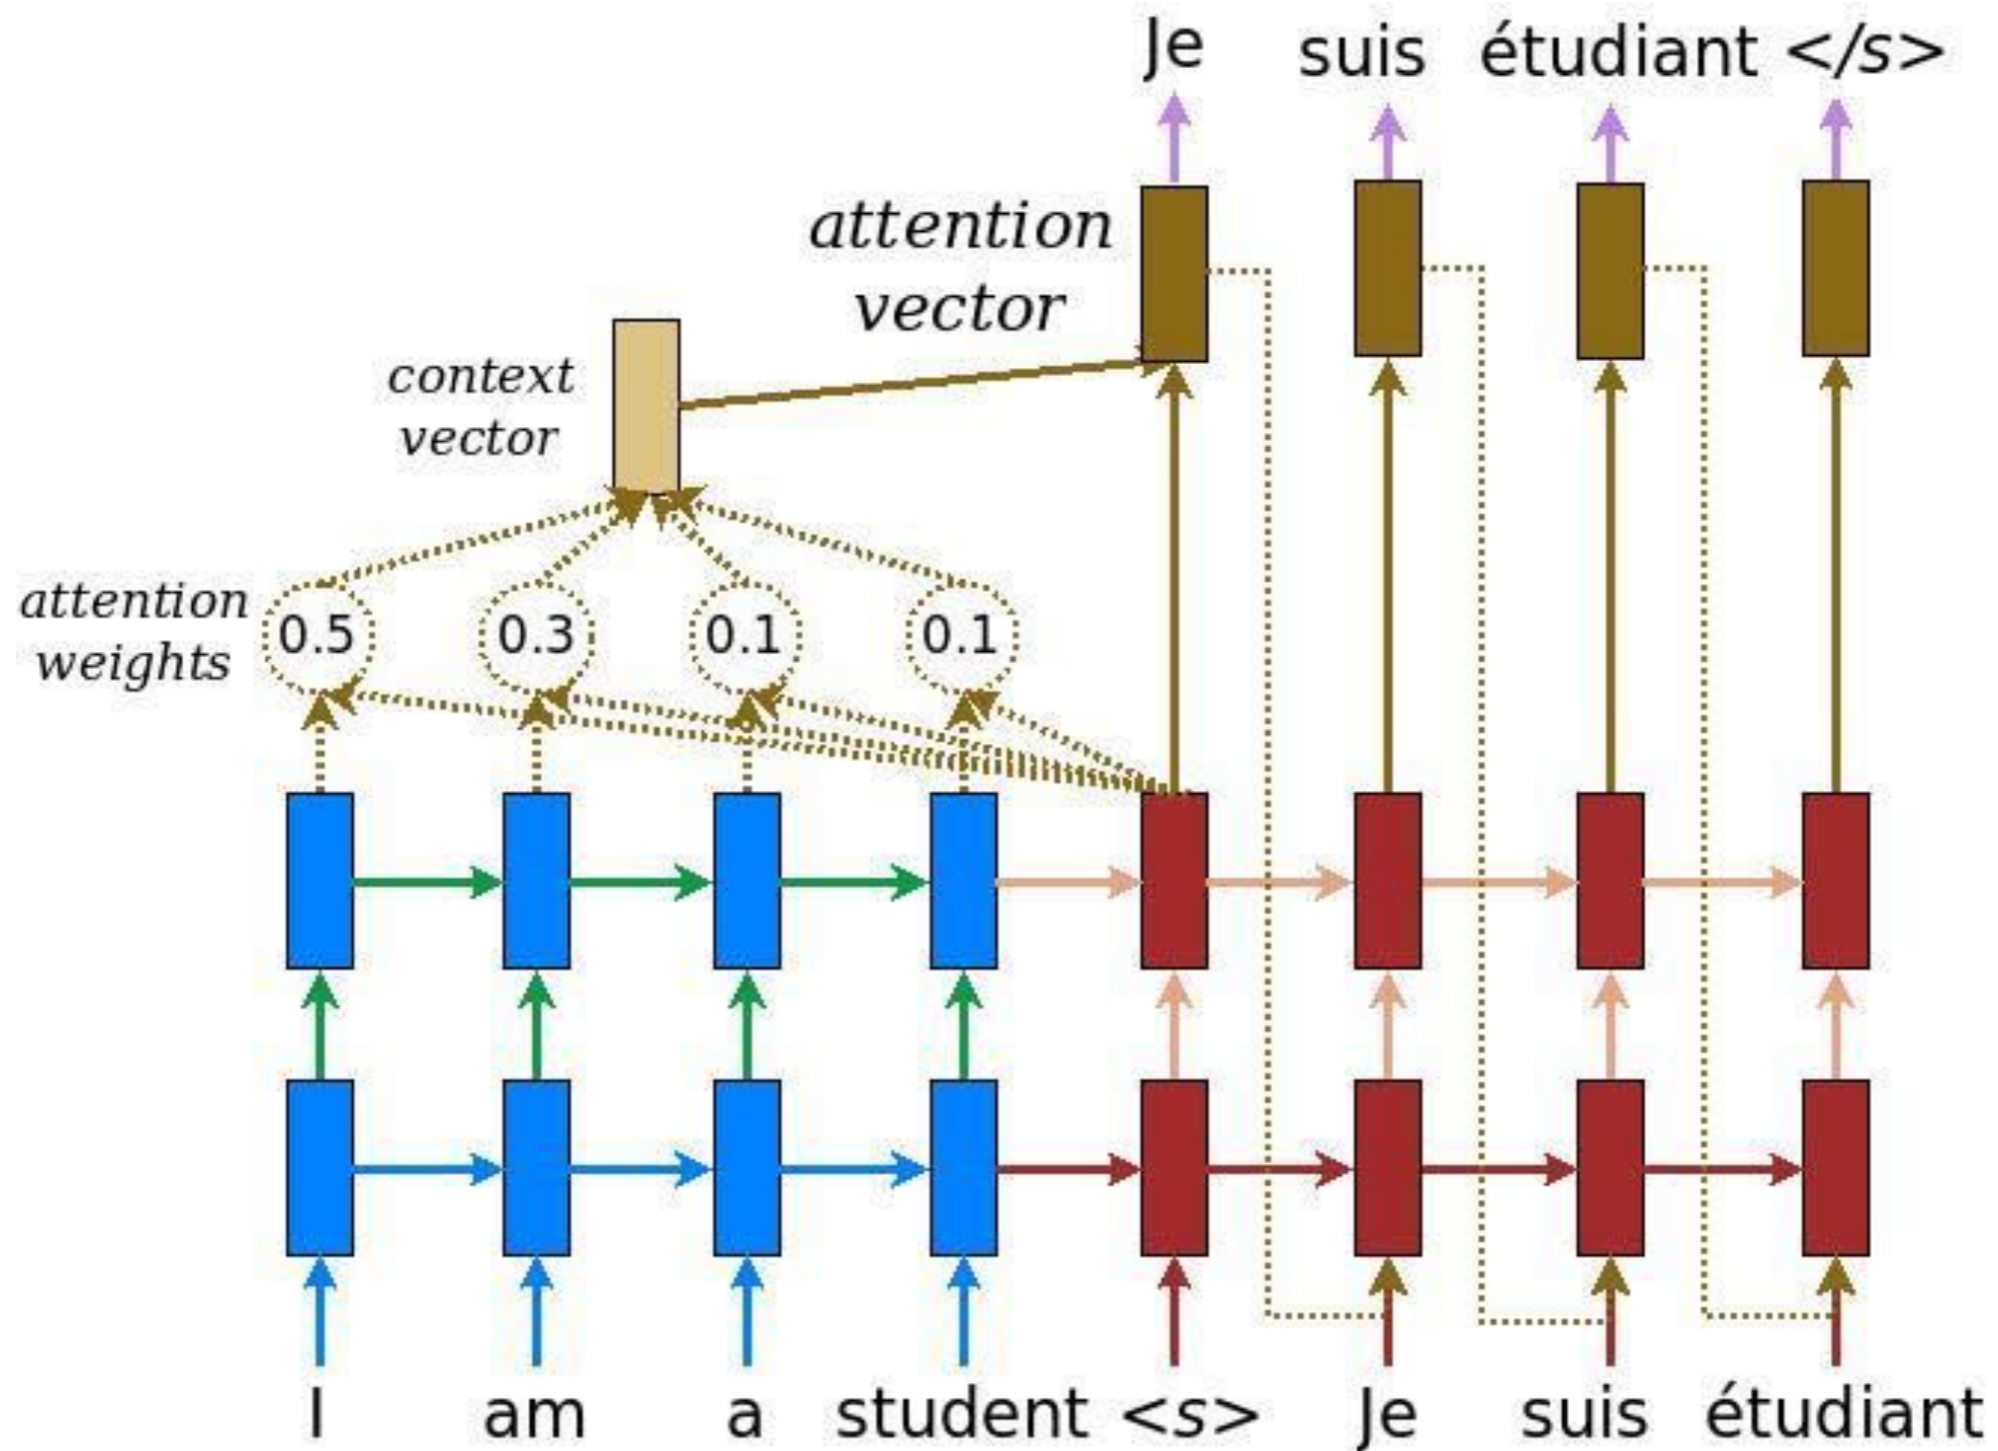 Je suis étudiant </s>
attention
vector
context
vector
attention
weights
0.5 0.3 0.1 0.1
I am a student <s> Je suis étudiant